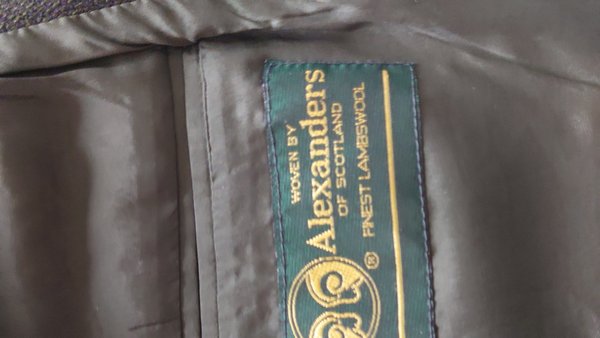 WOVEN BY
Alexanders
OF SCOTLAND
FINEST LAMBSWOOL
®